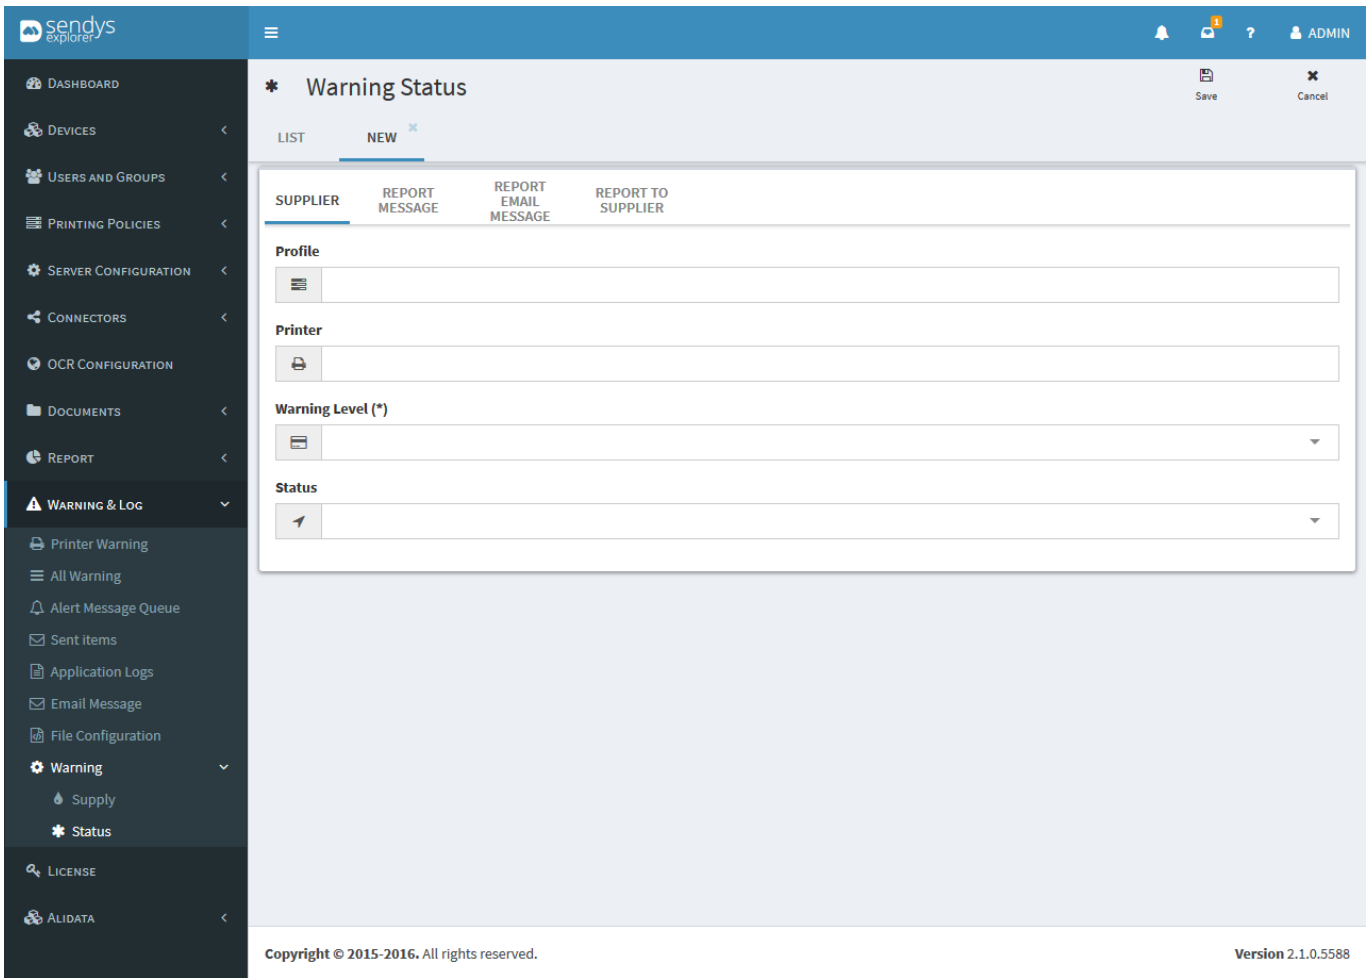 sendys
explorer
1
?
ADMIN
Dashboard
Devices
Users and Groups
Printing Policies
Server Configuration
Connectors
OCR Configuration
Documents
Report
Warning & Log
Printer Warning
All Warning
Alert Message Queue
Sent items
Application Logs
Email Message
File Configuration
Warning
Supply
Status
License
Alidata
Warning Status
Save
Cancel
LIST
NEW
SUPPLIER
REPORT
MESSAGE
REPORT
EMAIL
MESSAGE
REPORT TO
SUPPLIER
Profile
Printer
Warning Level (*)
Status
Copyright © 2015-2016. All rights reserved.
Version 2.1.0.5588